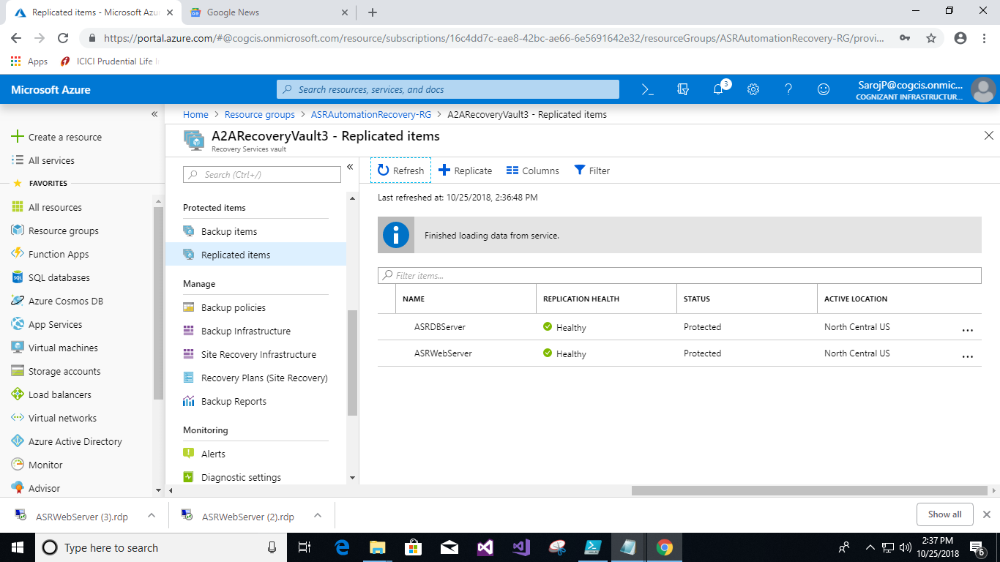 Replicated items - Microsoft Azu
Google News
https://portal.azure.com/#@cogcis.onmicrosoft.com/resource/subscriptions/16c4dd7c-eae8-42bc-ae66-6e5691642e32/resourceGroups/ASRAutomationRecovery-RG/provi...
Apps
ICICI Prudential Life I
Microsoft Azure
Search resources, services, and docs
3
SarojP@cogcis.onmic...
COGNIZANT INFRASTRUCTUR...
Home > Resource groups > ASRAutomationRecovery-RG > A2ARecoveryVault3 - Replicated items
A2ARecoveryVault3 - Replicated items
Recovery Services vault
Create a resource
All services
FAVORITES
All resources
Resource groups
Function Apps
SQL databases
Azure Cosmos DB
App Services
Virtual machines
Storage accounts
Load balancers
Virtual networks
Azure Active Directory
Monitor
Advisor
Search (Ctrl+/)
Protected items
Backup items
Replicated items
Manage
Backup policies
Backup Infrastructure
Site Recovery Infrastructure
Recovery Plans (Site Recovery)
Backup Reports
Monitoring
Alerts
Diagnostic settings
Refresh Replicate Columns Filter
Last refreshed at: 10/25/2018, 2:36:48 PM
Finished loading data from service.
Filter items...
NAME REPLICATION HEALTH STATUS ACTIVE LOCATION
ASRDBServer Healthy Protected North Central US ...
ASRWebServer Healthy Protected North Central US ...
ASRWebServer (3).rdp
ASRWebServer (2).rdp
Show all
Type here to search
2:37 PM
10/25/2018
6